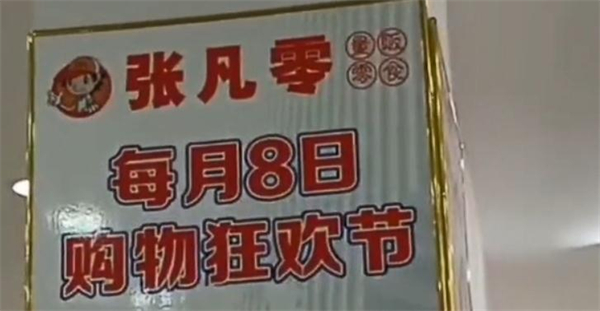 张凡零 量贩零食
每月8日
购物狂欢节